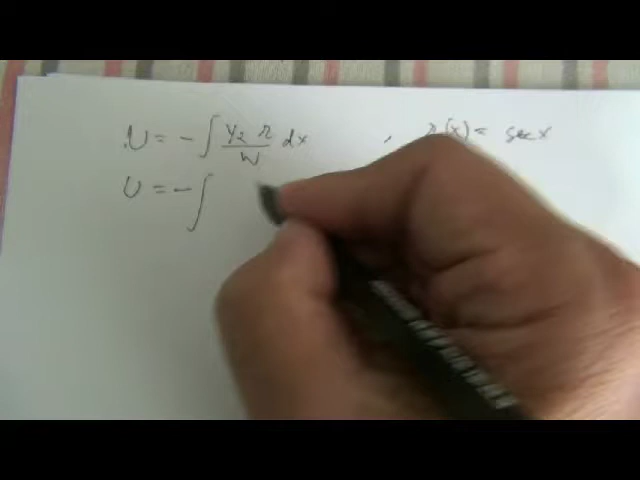 U = - ∫ y₂ r / W dx , r(x) = sec x
U = - ∫